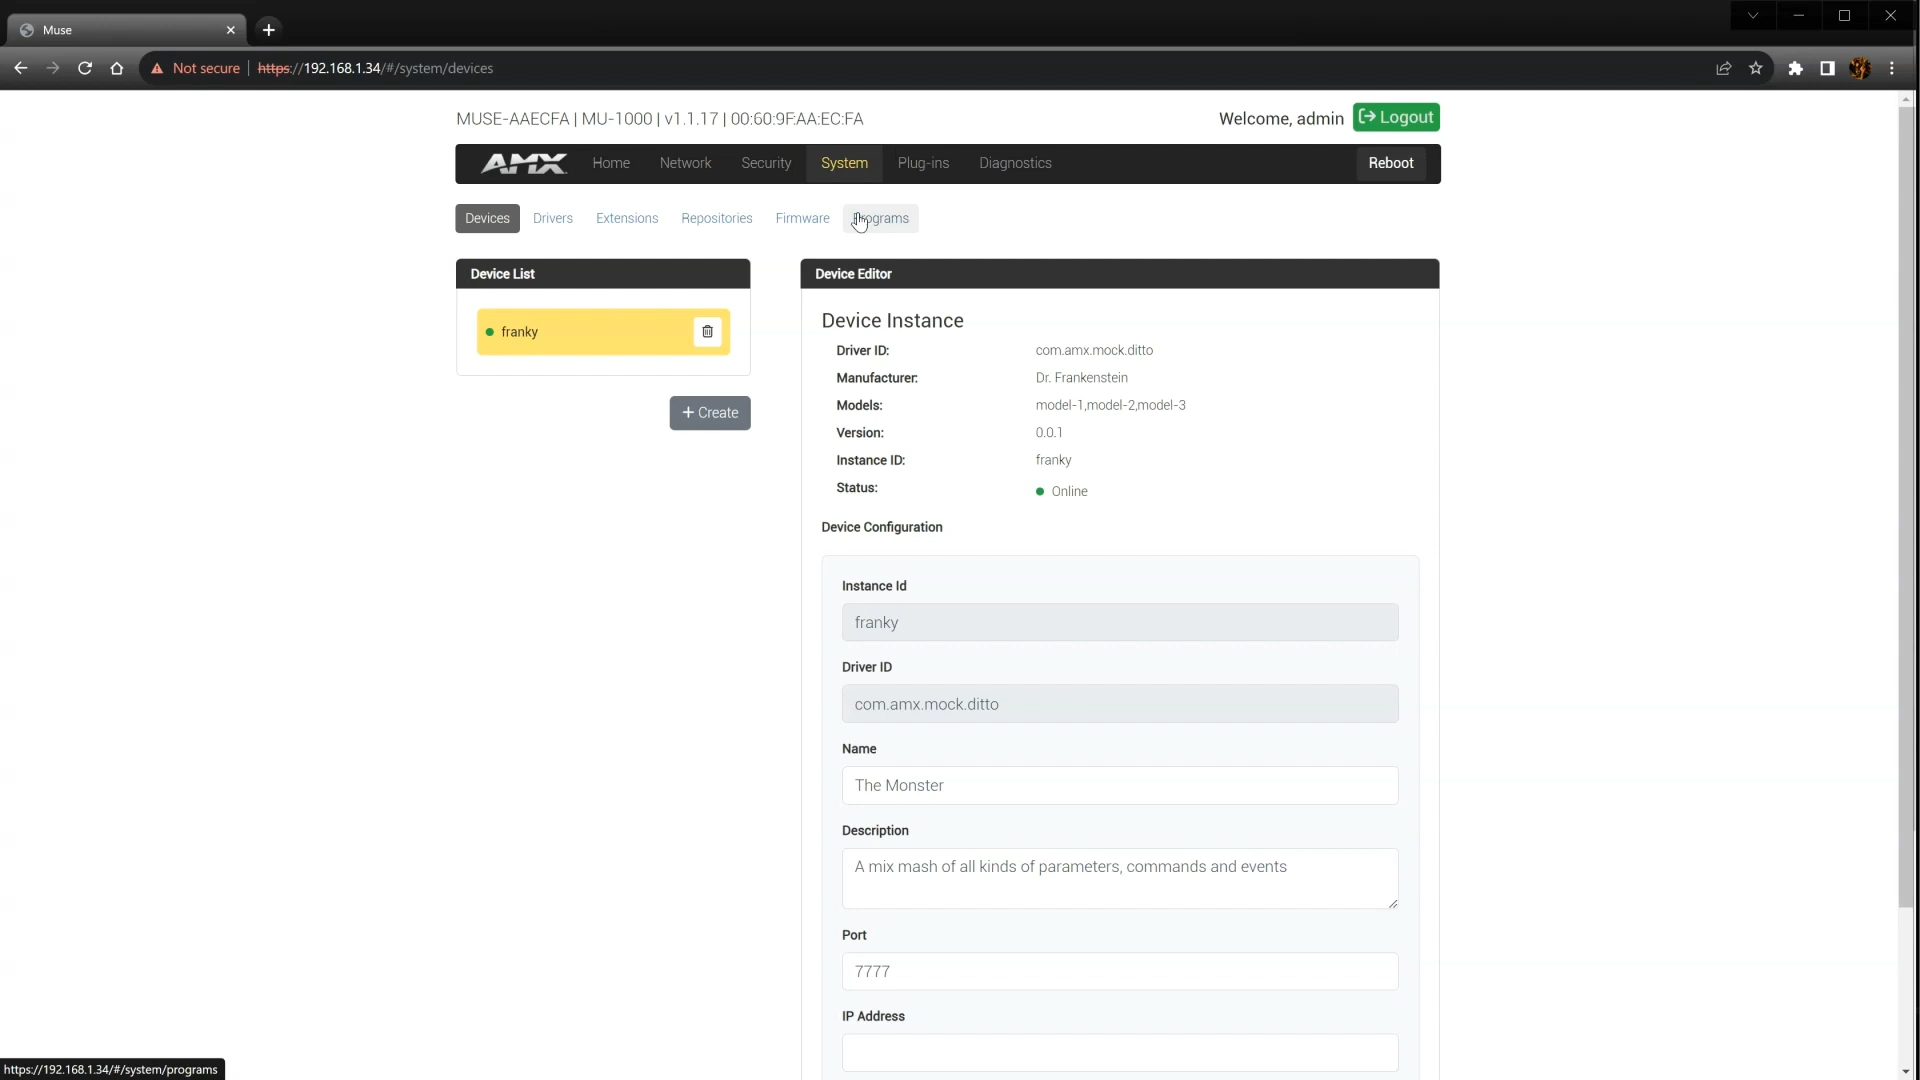 Muse
Not secure
https://192.168.1.34/#/system/devices
MUSE-AAECFA | MU-1000 | v1.1.17 | 00:60:9F:AA:EC:FA
Welcome, admin
Logout
AMX
Home
Network
Security
System
Plug-ins
Diagnostics
Reboot
Devices
Drivers
Extensions
Repositories
Firmware
Programs
Device List
franky
+ Create
Device Editor
Device Instance
Driver ID: com.amx.mock.ditto
Manufacturer: Dr. Frankenstein
Models: model-1,model-2,model-3
Version: 0.0.1
Instance ID: franky
Status: Online
Device Configuration
Instance Id
franky
Driver ID
com.amx.mock.ditto
Name
The Monster
Description
A mix mash of all kinds of parameters, commands and events
Port
7777
IP Address
https://192.168.1.34/#/system/programs